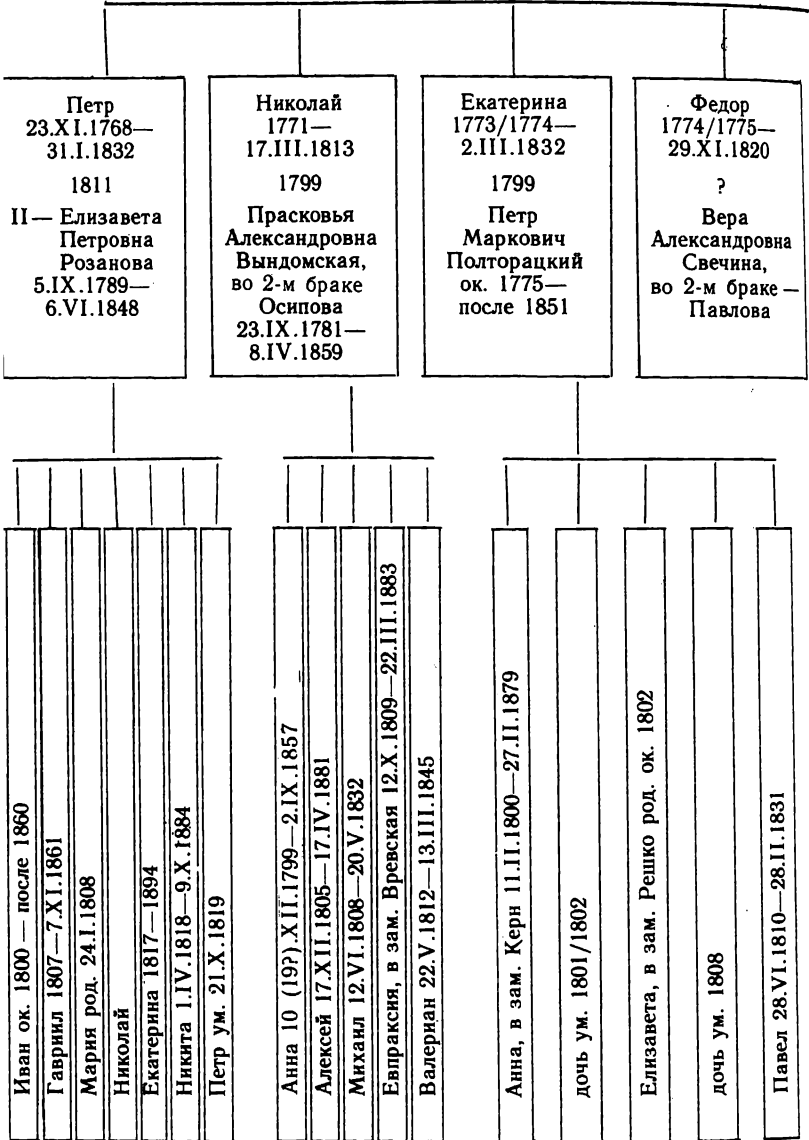 Петр
23.XI.1768—
31.I.1832
1811
II — Елизавета
Петровна
Розанова
5.IX.1789—
6.VI.1848
Николай
1771—
17.III.1813
1799
Прасковья
Александровна
Вындомская,
во 2-м браке
Осипова
23.IX.1781—
8.IV.1859
Екатерина
1773/1774—
2.III.1832
1799
Петр
Маркович
Полторацкий
ок. 1775—
после 1851
Федор
1774/1775—
29.XI.1820
?
Вера
Александровна
Свечина,
во 2-м браке —
Павлова
Иван ок. 1800 — после 1860
Гавриил 1807—7.XI.1861
Мария род. 24.I.1808
Николай
Екатерина 1817—1894
Никита 1.IV.1818—9.X.1884
Петр ум. 21.X.1819
Анна 10 (19?).XII.1799—2.IX.1857
Алексей 17.XII.1805—17.IV.1881
Михаил 12.VI.1808—20.V.1832
Евпраксия, в зам. Вревская 12.X.1809—22.III.1883
Валериан 22.V.1812—13.III.1845
Анна, в зам. Керн 11.II.1800—27.II.1879
дочь ум. 1801/1802
Елизавета, в зам. Решко род. ок. 1802
дочь ум. 1808
Павел 28.VI.1810—28.II.1831